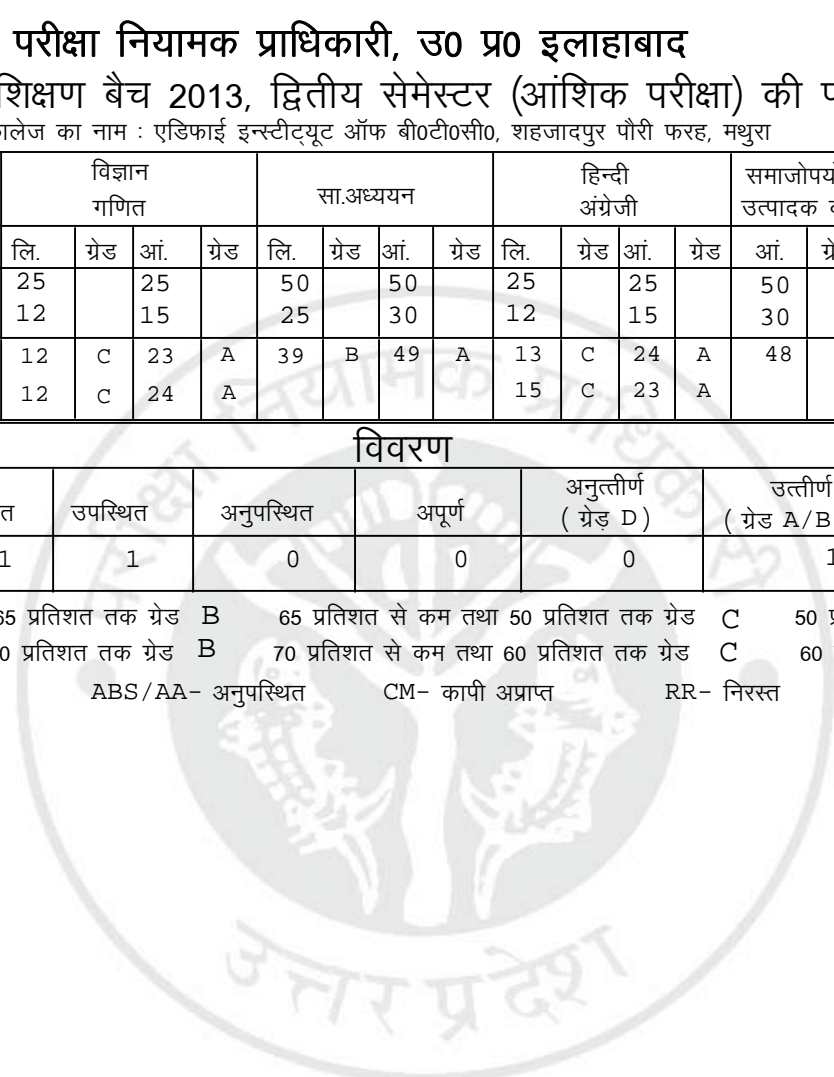 परीक्षा नियामक प्राधिकारी, उ0 प्र0 इलाहाबाद
शिक्षण बैच 2013, द्वितीय सेमेस्टर (आंशिक परीक्षा) की
का नाम : एडिफाई इन्स्टीट्यूट ऑफ बी0टी0सी0, शहजादपुर पौरी फरह, मथुरा
विज्ञान हिन्दी
सा.अध्ययन
गणित अंग्रेजी उत्पादक
लि. ग्रेड आं. ग्रेड लि. ग्रेड आं. ग्रेड लि. ग्रेड आं. ग्रेड आं.
25 25 50 50 25 25 50
12 15 25 30 12 15 30
12 C 23 A 39 B 49 A 13 C 24 A 48
12 C 24 A 15 C 23 A
विवरण
उपस्थित अनुपस्थित अपूर्ण अनुत्तीर्ण उत्तीर्ण
( ग्रेड़ D) ( ग्रेड A/B
1 1 0 0 0 1
65 प्रतिशत तक ग्रेड B 65 प्रतिशत से कम तथा 50 प्रतिशत तक ग्रेड C 50
0 प्रतिशत तक ग्रेड B 70 प्रतिशत से कम तथा 60 प्रतिशत तक ग्रेड C 60
ABS/AA- अनुपस्थित CM- कापी अप्राप्त RR- निरस्त
परीक्षा नियामक प्राधिकारी
उत्तर प्रदेश